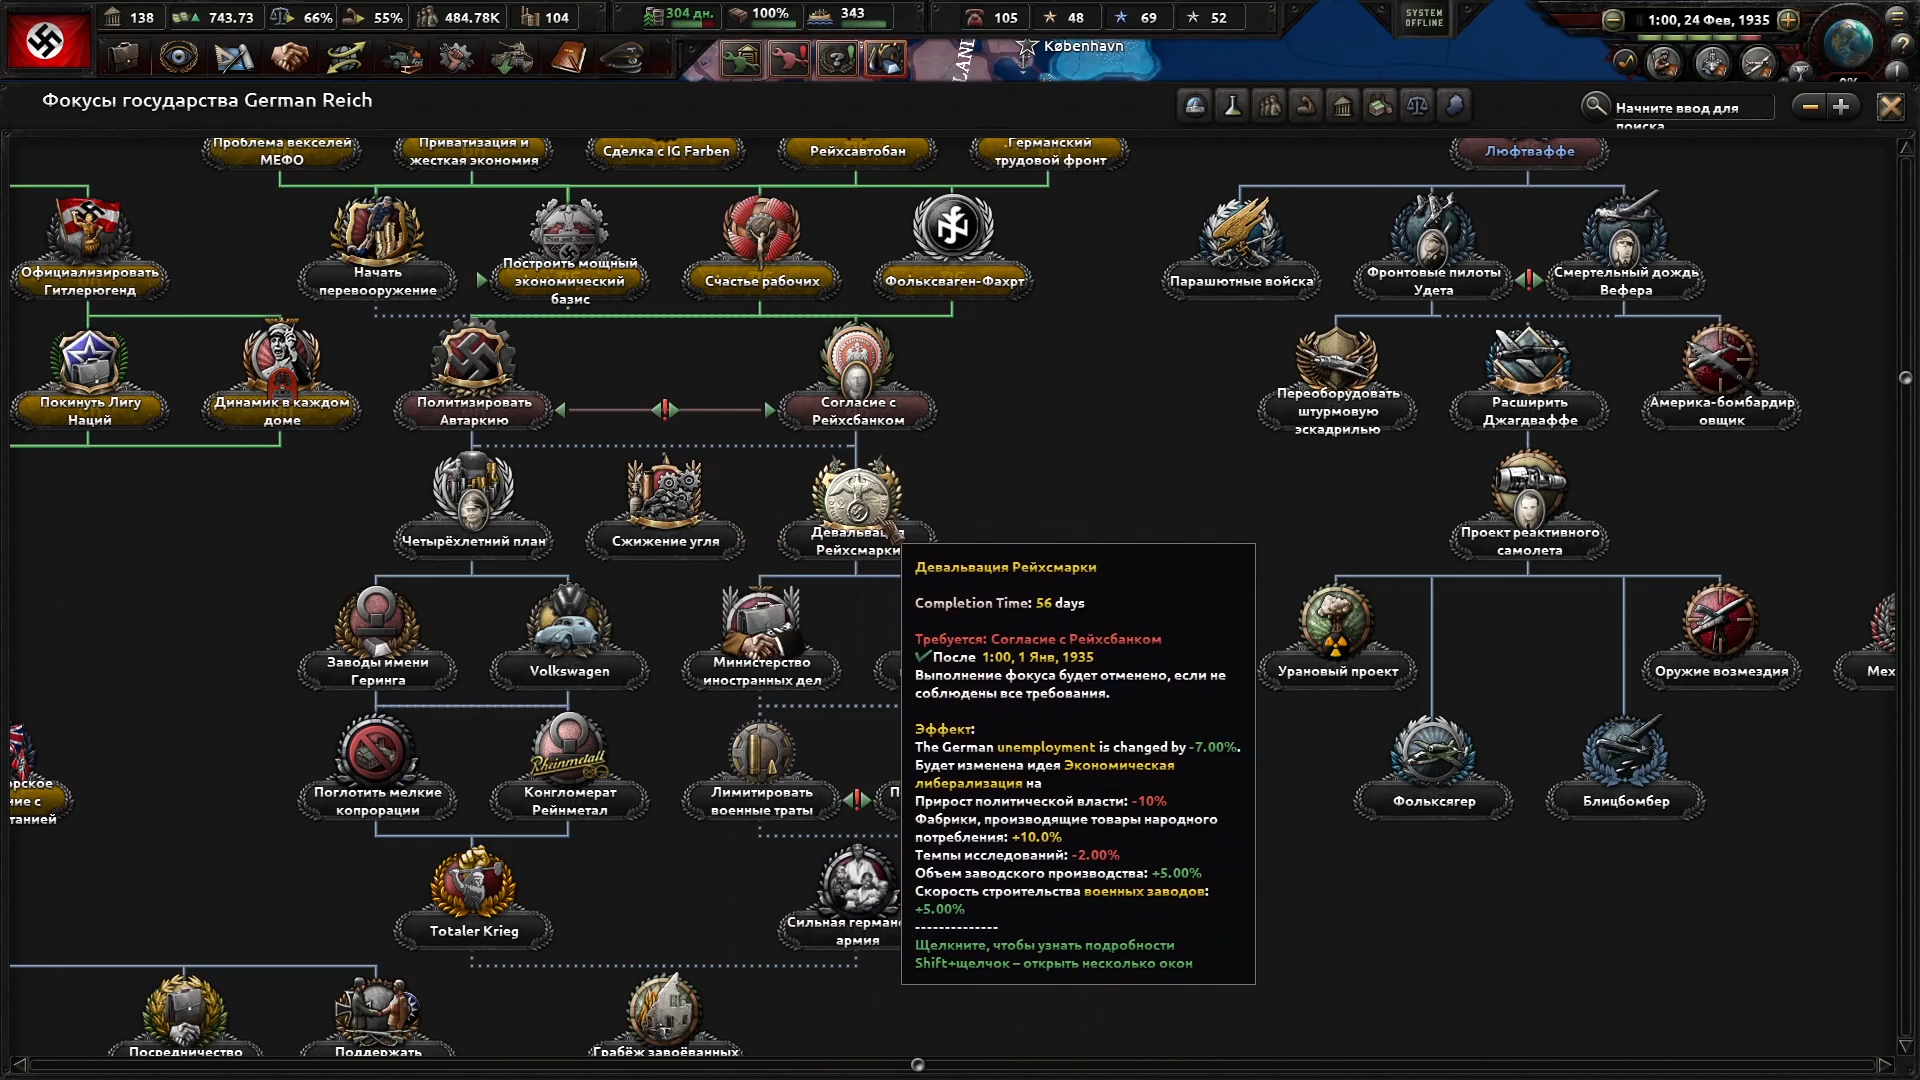 138
743.73
66%
55%
484.78K
104
304 дн.
100%
343
105
48
69
52
SYSTEM
OFFLINE
1:00, 24 Фев, 1935
København
Фокусы государства German Reich
Начните ввод для
поиска
Проблема векселей
МЕФО
Приватизация и
жесткая экономия
Сделка с IG Farben
Рейхсавтобан
Германский
трудовой фронт
Люфтваффе
Официализировать
Гитлерюгенд
Начать
перевооружение
Построить мощный
экономический
базис
Счастье рабочих
Фольксваген-Фахрт
Парашютные войска
Фронтовые пилоты
Удета
Смертельный дождь
Вефера
Покинуть Лигу
Наций
Динамик в каждом
доме
Политизировать
Автаркию
Согласие с
Рейхсбанком
Переоборудовать
штурмовую
эскадрилью
Расширить
Джагдваффе
Америка-бомбардир
овщик
Четырёхлетний план
Сжижение угля
Девальвация
Рейхсмарки
Проект реактивного
самолета
Девальвация Рейхсмарки
Completion Time: 56 days
Требуется: Согласие с Рейхсбанком
После 1:00, 1 Янв, 1935
Выполнение фокуса будет отменено, если не
соблюдены все требования.
Эффект:
The German unemployment is changed by -7.00%.
Будет изменена идея Экономическая
либерализация на
Прирост политической власти: -10%
Фабрики, производящие товары народного
потребления: +10.0%
Темпы исследований: -2.00%
Объем заводского производства: +5.00%
Скорость строительства военных заводов:
+5.00%
--------------
Щелкните, чтобы узнать подробности
Shift+щелчок – открыть несколько окон
Заводы имени
Геринга
Volkswagen
Министерство
иностранных дел
Урановый проект
Оружие возмездия
Мех
орское
ние с
танией
Поглотить мелкие
копрорации
Rheinmetall
Конгломерат
Рейнметал
Лимитировать
военные траты
П
Фольксягер
Блицбомбер
Totaler Krieg
Сильная германс
армия
Посредничество
Поддержать
Грабёж завоёванных